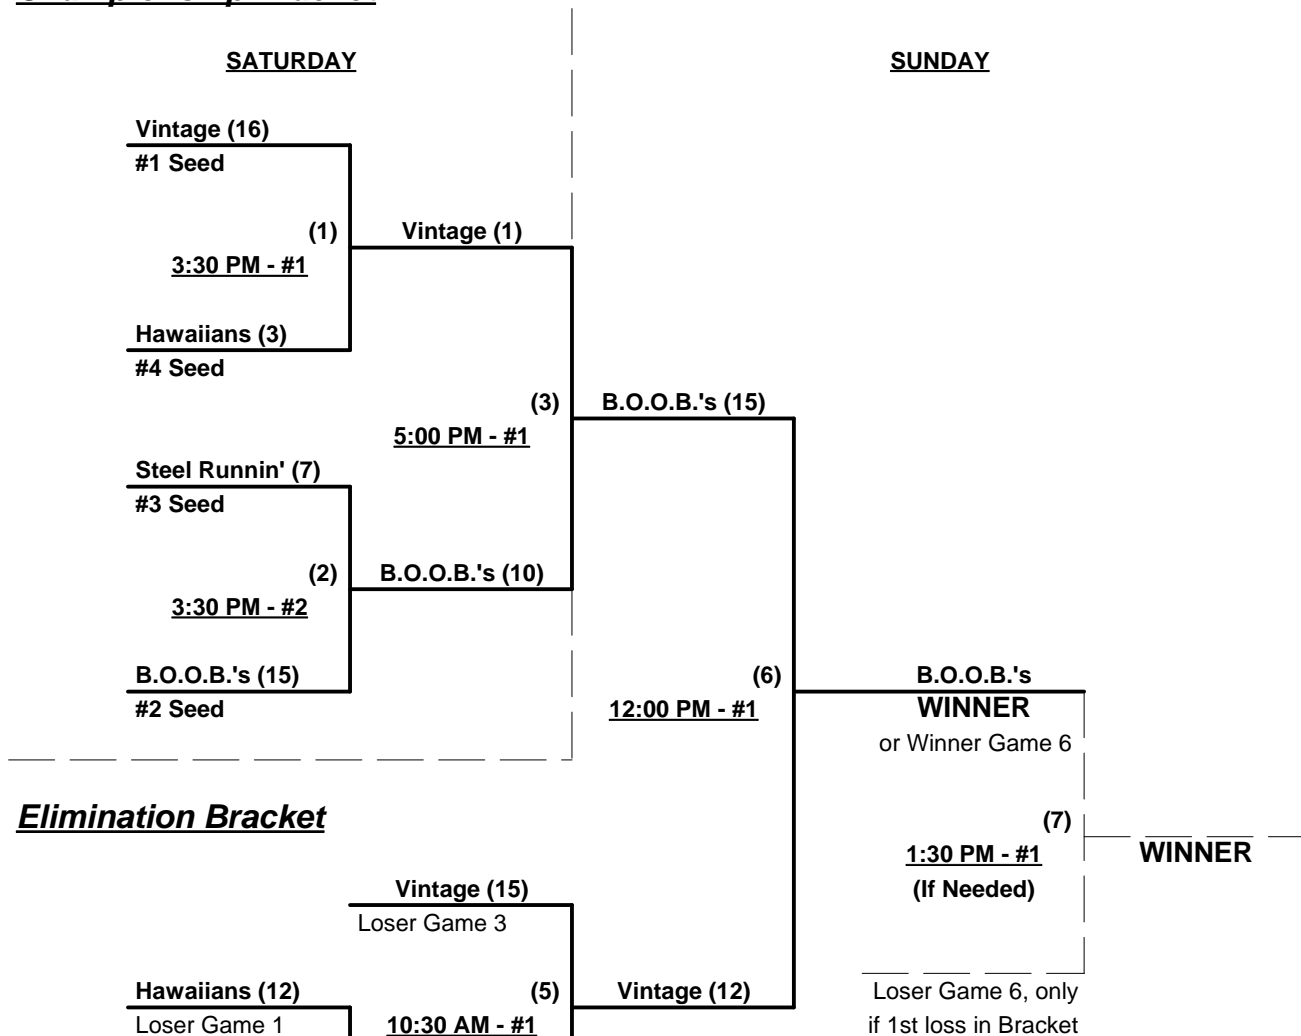 SATURDAY
SUNDAY
Vintage (16)
#1 Seed
(1)
Vintage (1)
3:30 PM - #1
Hawaiians (3)
#4 Seed
(3)
B.O.O.B.'s (15)
5:00 PM - #1
Steel Runnin' (7)
#3 Seed
(2)
B.O.O.B.'s (10)
3:30 PM - #2
B.O.O.B.'s (15)
#2 Seed
(6)
B.O.O.B.'s
12:00 PM - #1
WINNER
or Winner Game 6
Elimination Bracket
(7)
1:30 PM - #1
WINNER
(If Needed)
Vintage (15)
Loser Game 3
Hawaiians (12)
(5)
Vintage (12)
Loser Game 6, only
Loser Game 1
10:30 AM - #1
if 1st loss in Bracket